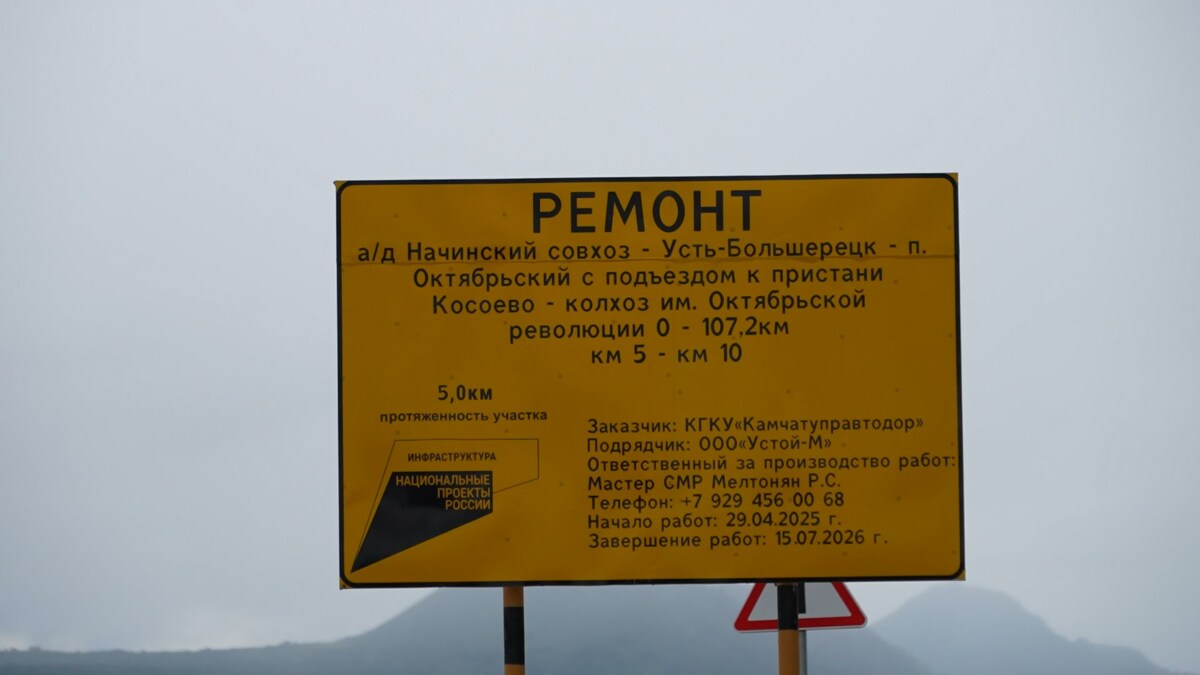 РЕМОНТ
а/д Начинский совхоз - Усть-Большерецк - п.
Октябрьский с подъездом к пристани
Косоево - колхоз им. Октябрьской
революции 0 - 107,2км
км 5 - км 10
5,0км
протяженность участка
ИНФРАСТРУКТУРА
НАЦИОНАЛЬНЫЕ
ПРОЕКТЫ
РОССИИ
Заказчик: КГКУ«Камчатуправтодор»
Подрядчик: ООО«Устой-М»
Ответственный за производство работ:
Мастер СМР Мелтонян Р.С.
Телефон: +7 929 456 00 68
Начало работ: 29.04.2025 г.
Завершение работ: 15.07.2026 г.